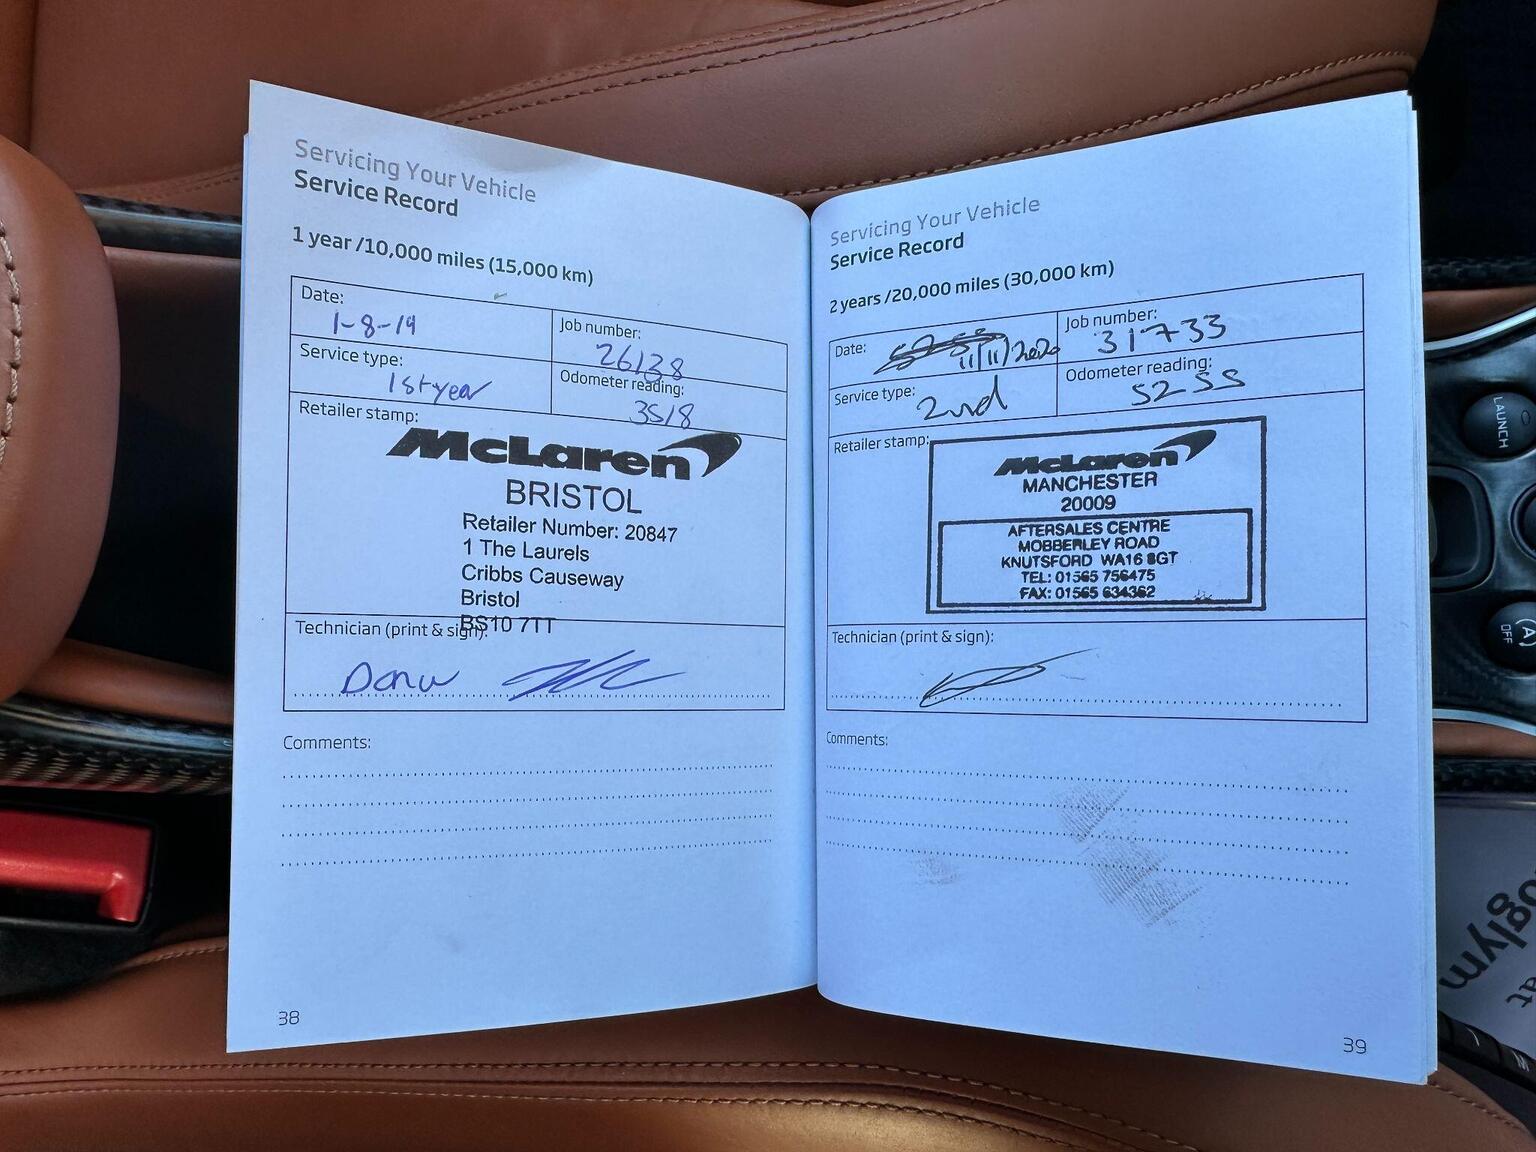 Servicing Your Vehicle
Service Record
1 year /10,000 miles (15,000 km)
Date:
1-8-19
Job number:
26138
Service type:
1st year
Odometer reading:
3518
Retailer stamp:
McLaren
BRISTOL
Retailer Number: 20847
1 The Laurels
Cribbs Causeway
Bristol
BS10 7TT
Technician (print & sign):
Comments:
38
Servicing Your Vehicle
Service Record
2 years /20,000 miles (30,000 km)
Date:
11/11/2020
Job number:
31733
Service type:
2nd
Odometer reading:
5255
Retailer stamp:
McLaren
MANCHESTER
20009
AFTERSALES CENTRE
MOBBERLEY ROAD
KNUTSFORD WA16 8GT
TEL: 01565 756475
FAX: 01565 634362
Technician (print & sign):
Comments:
39
LAUNCH
(A)
OFF